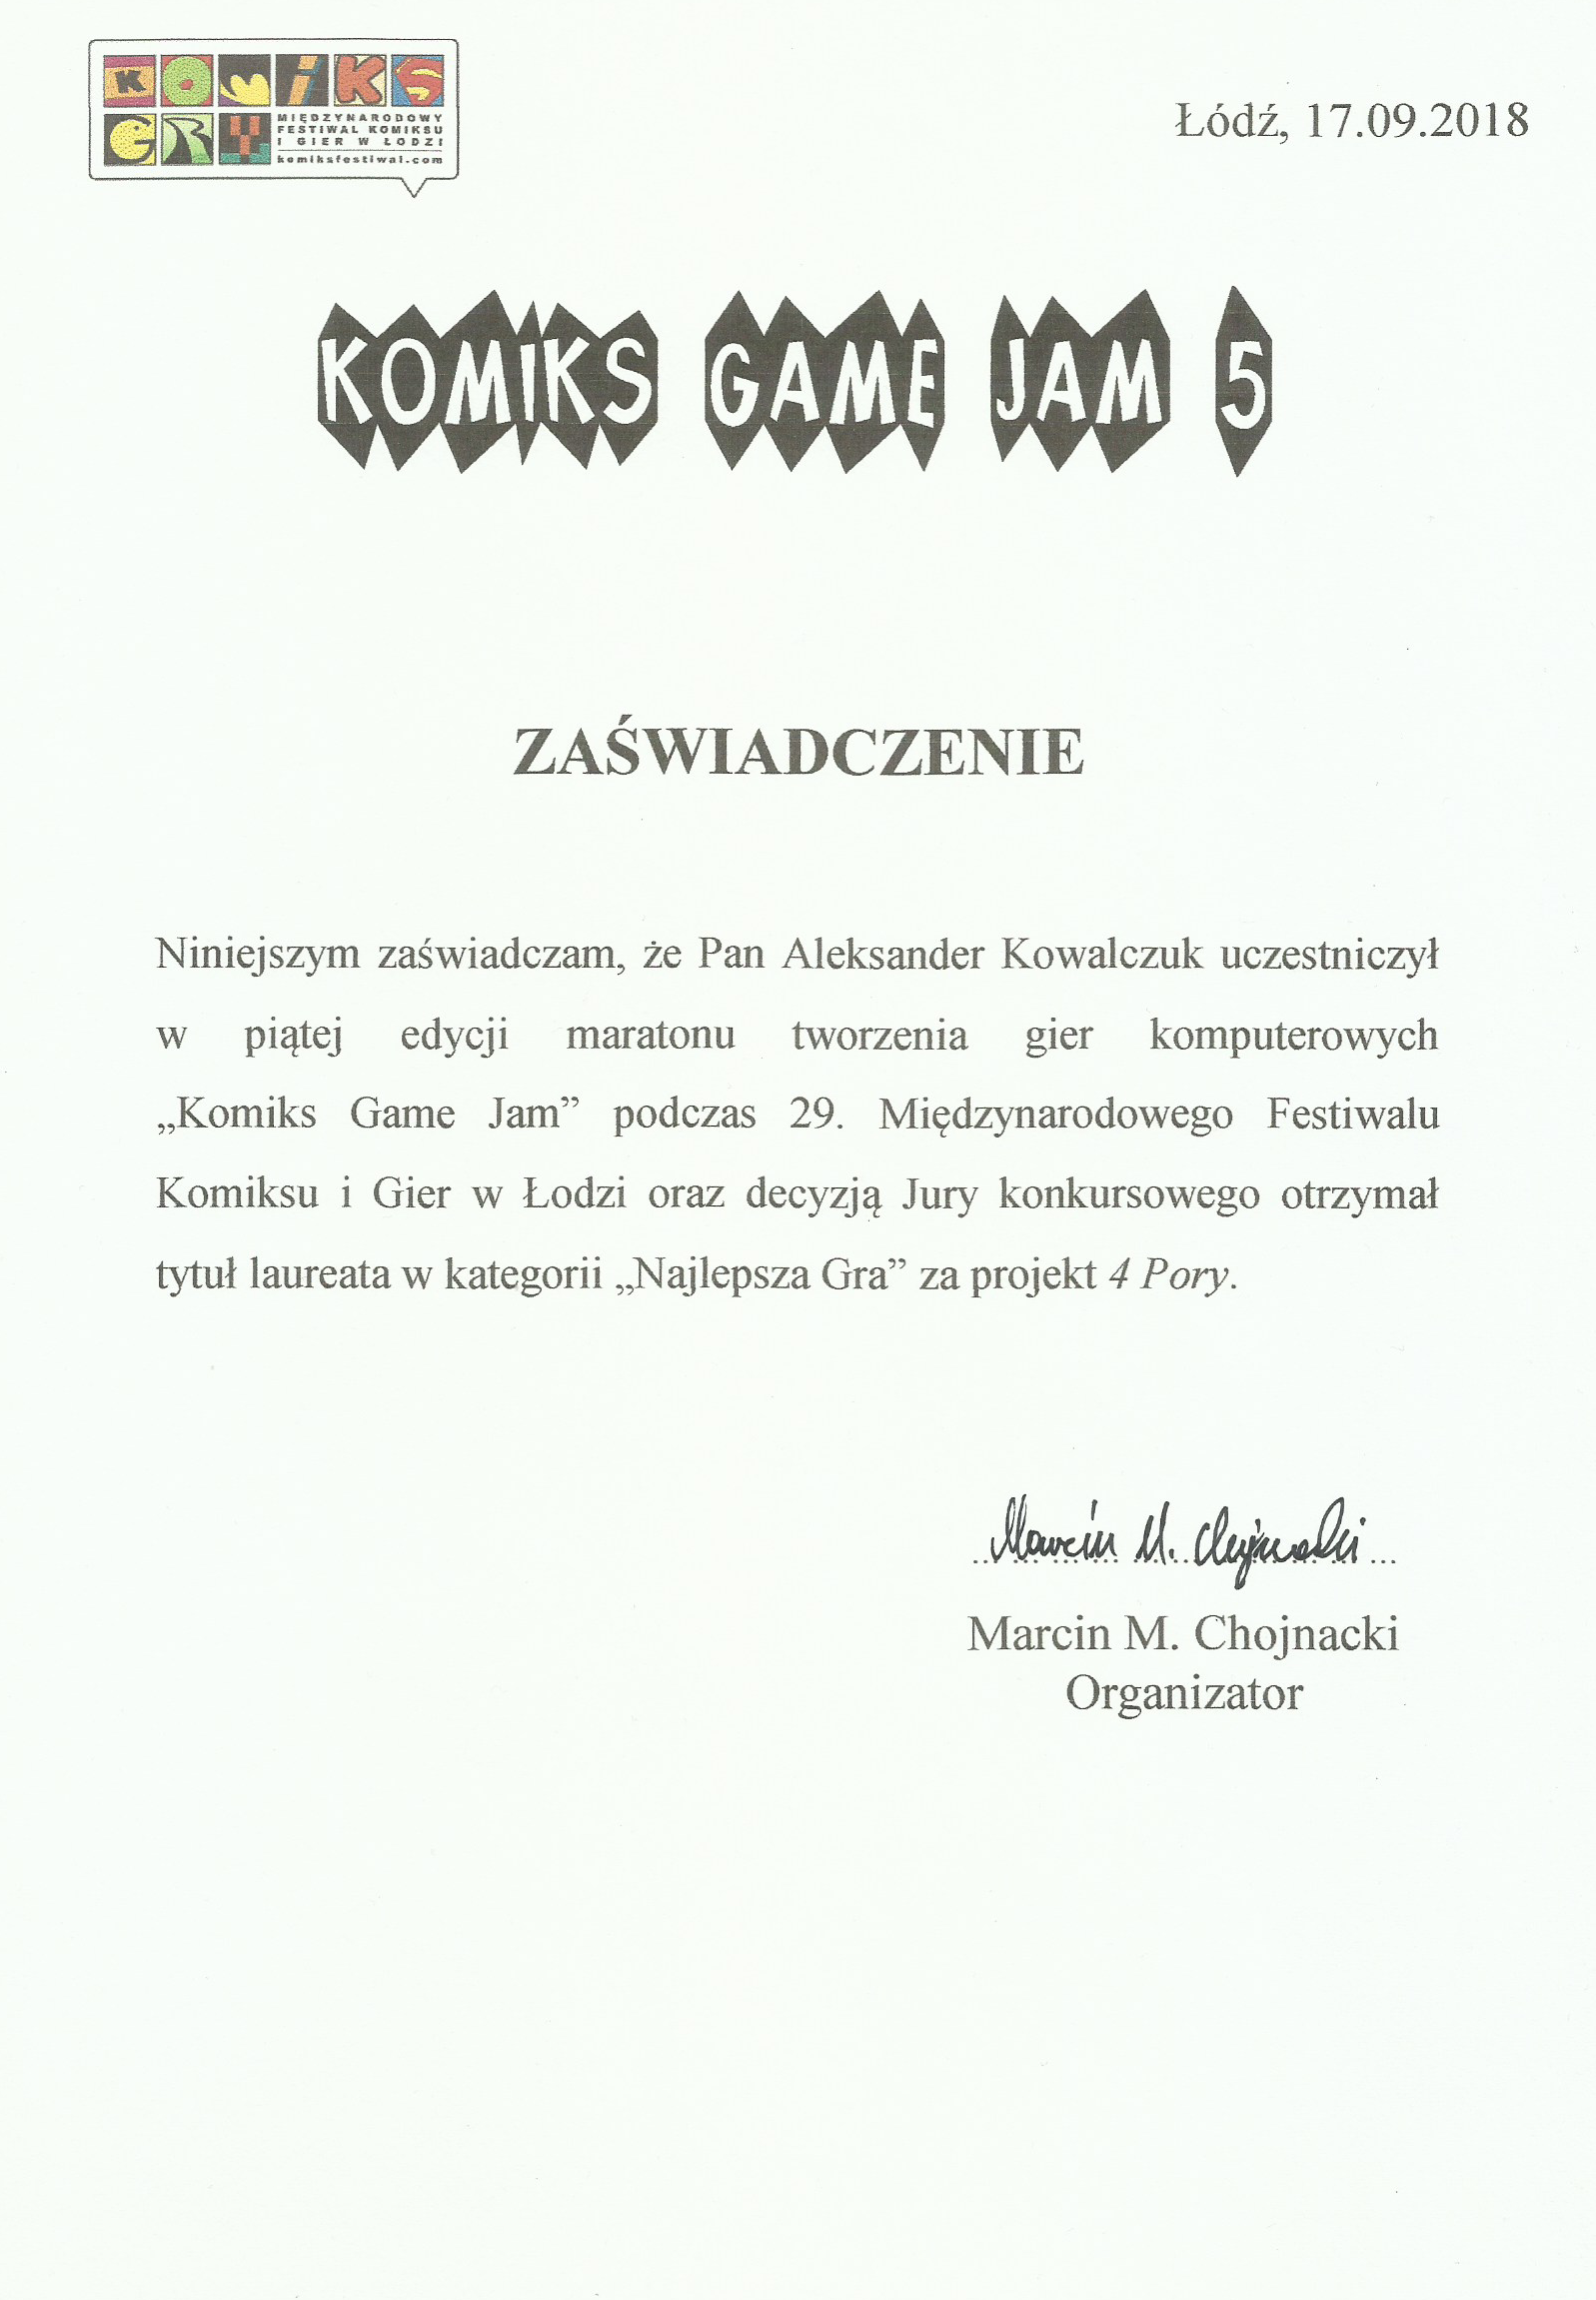 KOMIKS
GRY
MIĘDZYNARODOWY
FESTIWAL KOMIKSU
I GIER W ŁODZI
komiksfestiwal.com
Łódź, 17.09.2018
KOMIKS GAME JAM 5
ZAŚWIADCZENIE
Niniejszym zaświadczam, że Pan Aleksander Kowalczuk uczestniczył
w piątej edycji maratonu tworzenia gier komputerowych
„Komiks Game Jam” podczas 29. Międzynarodowego Festiwalu
Komiksu i Gier w Łodzi oraz decyzją Jury konkursowego otrzymał
tytuł laureata w kategorii „Najlepsza Gra” za projekt 4 Pory.
Marcin M. Chojnacki
Marcin M. Chojnacki
Organizator